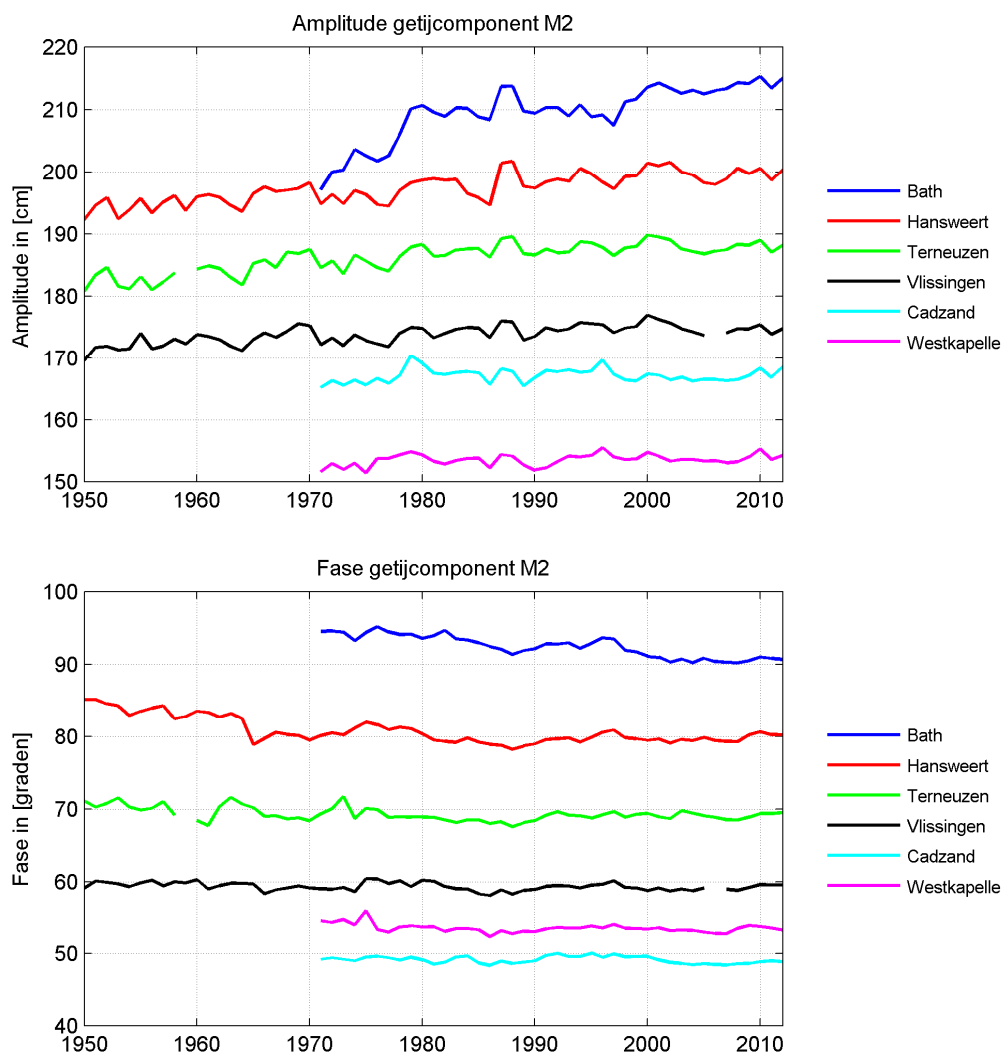 Amplitude getijcomponent M2
Amplitude in [cm]
220
210
200
190
180
170
160
150
1950
1960
1970
1980
1990
2000
2010
Bath
Hansweert
Terneuzen
Vlissingen
Cadzand
Westkapelle
Fase getijcomponent M2
Fase in [graden]
100
90
80
70
60
50
40
1950
1960
1970
1980
1990
2000
2010
Bath
Hansweert
Terneuzen
Vlissingen
Cadzand
Westkapelle